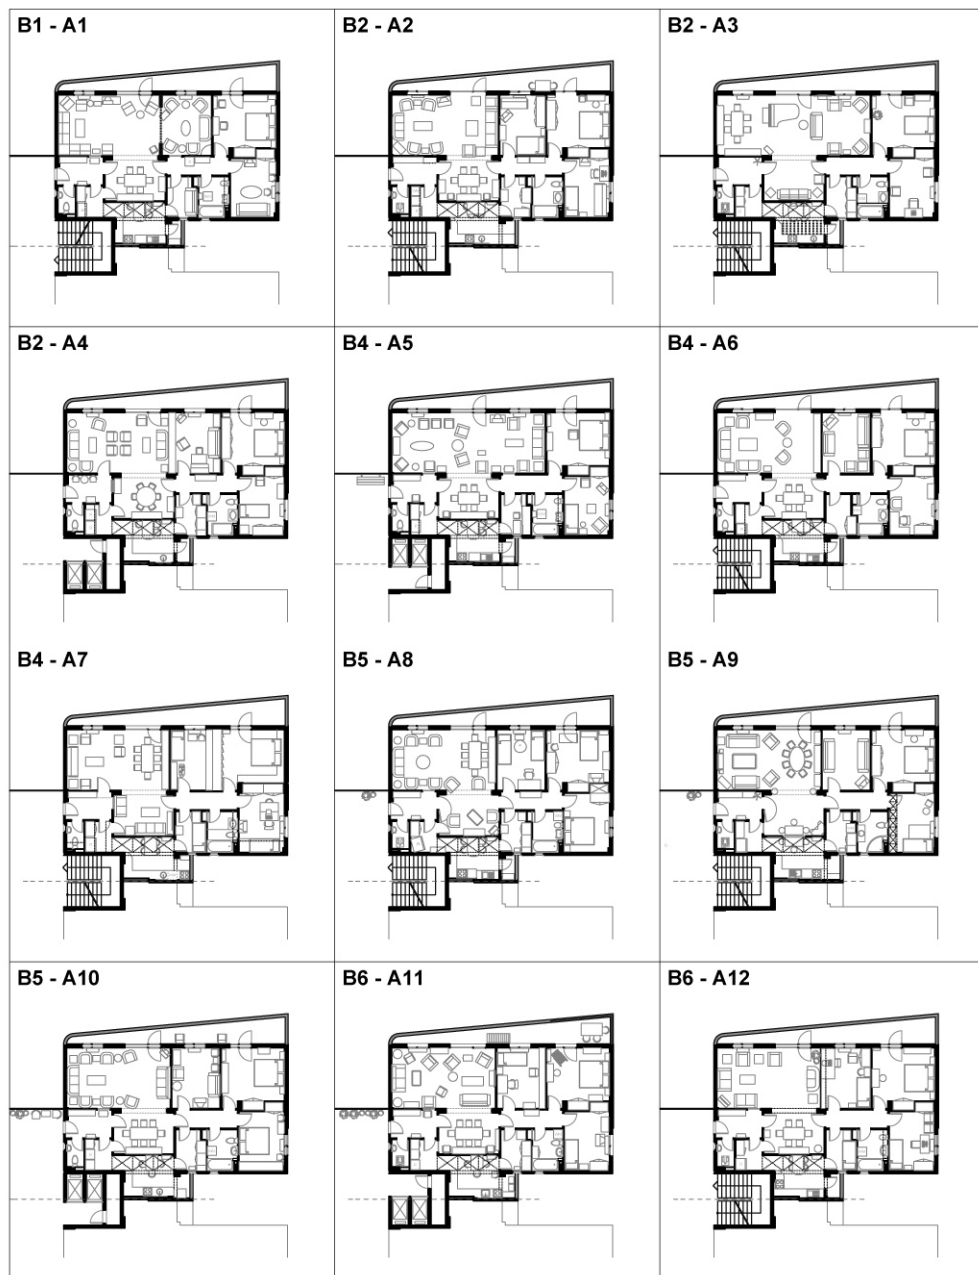 B1 - A1
B2 - A2
B2 - A3
B2 - A4
B4 - A5
B4 - A6
B4 - A7
B5 - A8
B5 - A9
B5 - A10
B6 - A11
B6 - A12